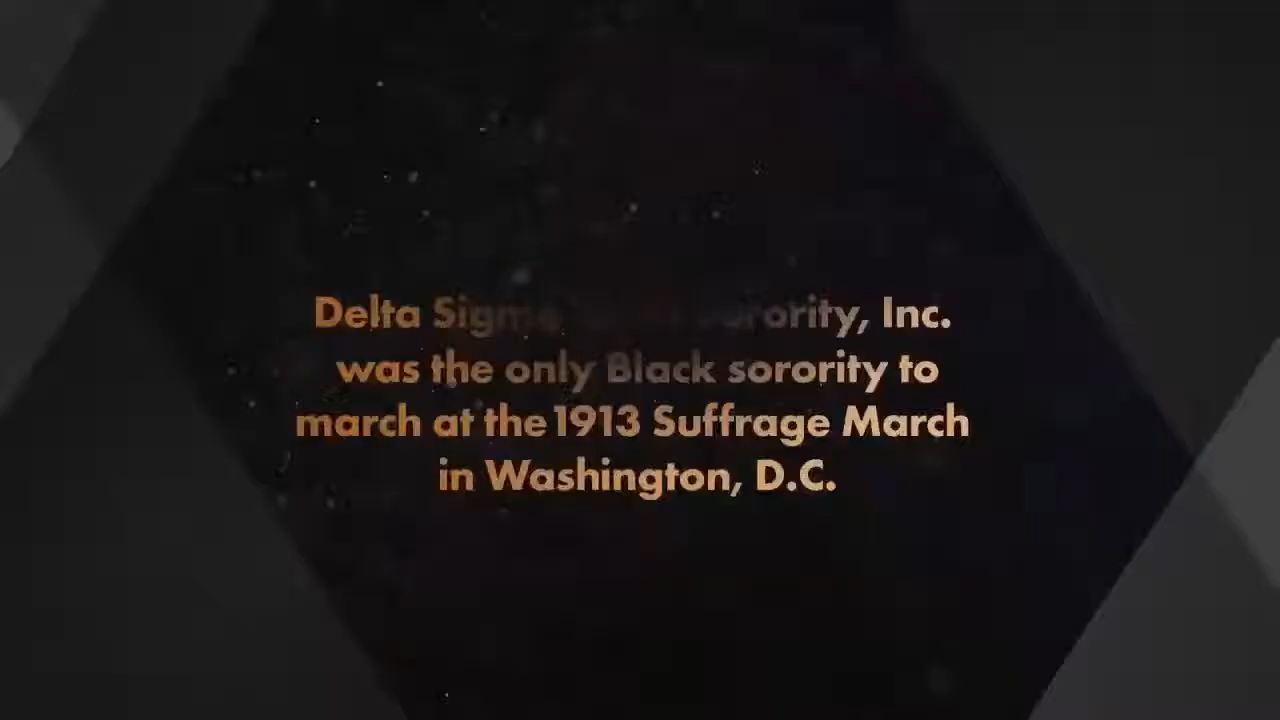 Delta Sigma Sorority, Inc.
was the only Black sorority to
march at the 1913 Suffrage March
in Washington, D.C.